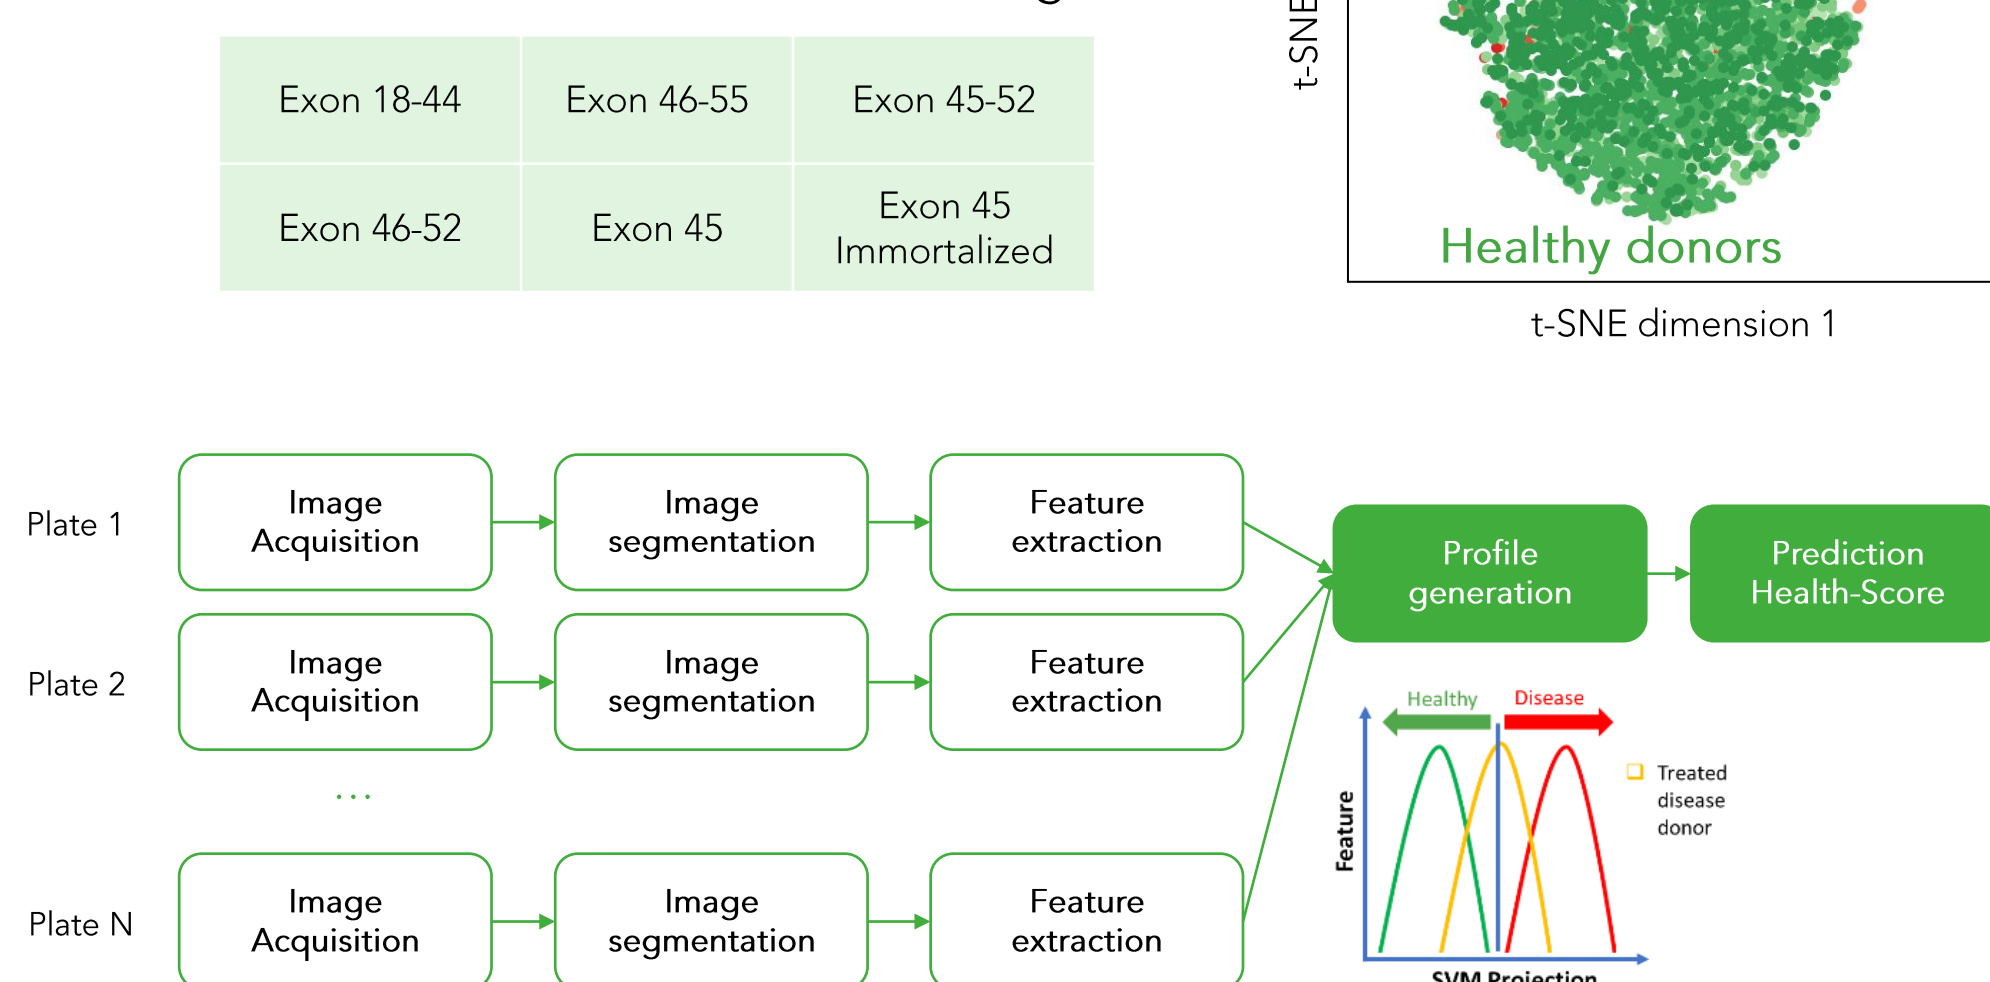 Exon 18-44
Exon 46-55
Exon 45-52
Exon 46-52
Exon 45
Exon 45
Immortalized
t-SNE
Healthy donors
t-SNE dimension 1
Plate 1
Image
Acquisition
Image
segmentation
Feature
extraction
Plate 2
Image
Acquisition
Image
segmentation
Feature
extraction
...
Plate N
Image
Acquisition
Image
segmentation
Feature
extraction
Profile
generation
Prediction
Health-Score
Healthy
Disease
Treated
disease
donor
Feature
SVM Projection